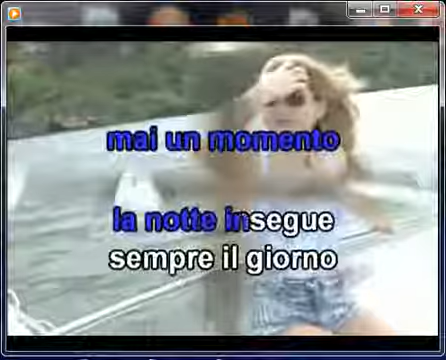 mai un momento
la notte insegue
sempre il giorno